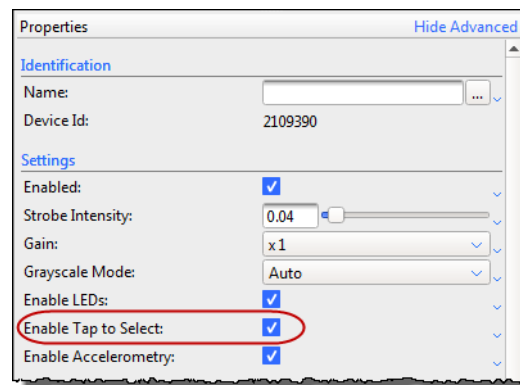 Properties Hide Advanced
Identification
Name: ...
Device Id: 2109390
Settings
Enabled:
Strobe Intensity: 0.04
Gain: x 1
Grayscale Mode: Auto
Enable LEDs:
Enable Tap to Select:
Enable Accelerometry: